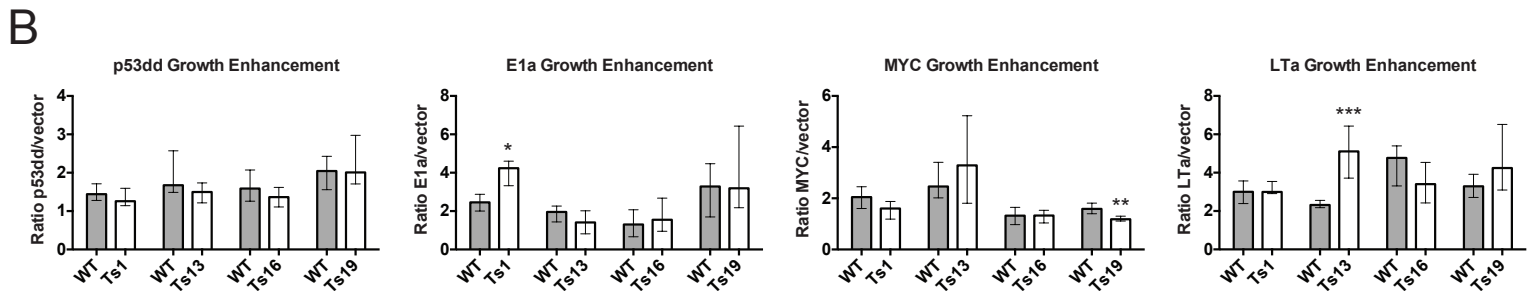 B
p53dd Growth Enhancement
Ratio p53dd/vector
4
3
2
1
0
WT
Ts1
WT
Ts13
WT
Ts16
WT
Ts19
E1a Growth Enhancement
Ratio E1a/vector
8
6
4
2
0
*
WT
Ts1
WT
Ts13
WT
Ts16
WT
Ts19
MYC Growth Enhancement
Ratio MYC/vector
6
4
2
0
**
WT
Ts1
WT
Ts13
WT
Ts16
WT
Ts19
LTa Growth Enhancement
Ratio LTa/vector
8
6
4
2
0
***
WT
Ts1
WT
Ts13
WT
Ts16
WT
Ts19